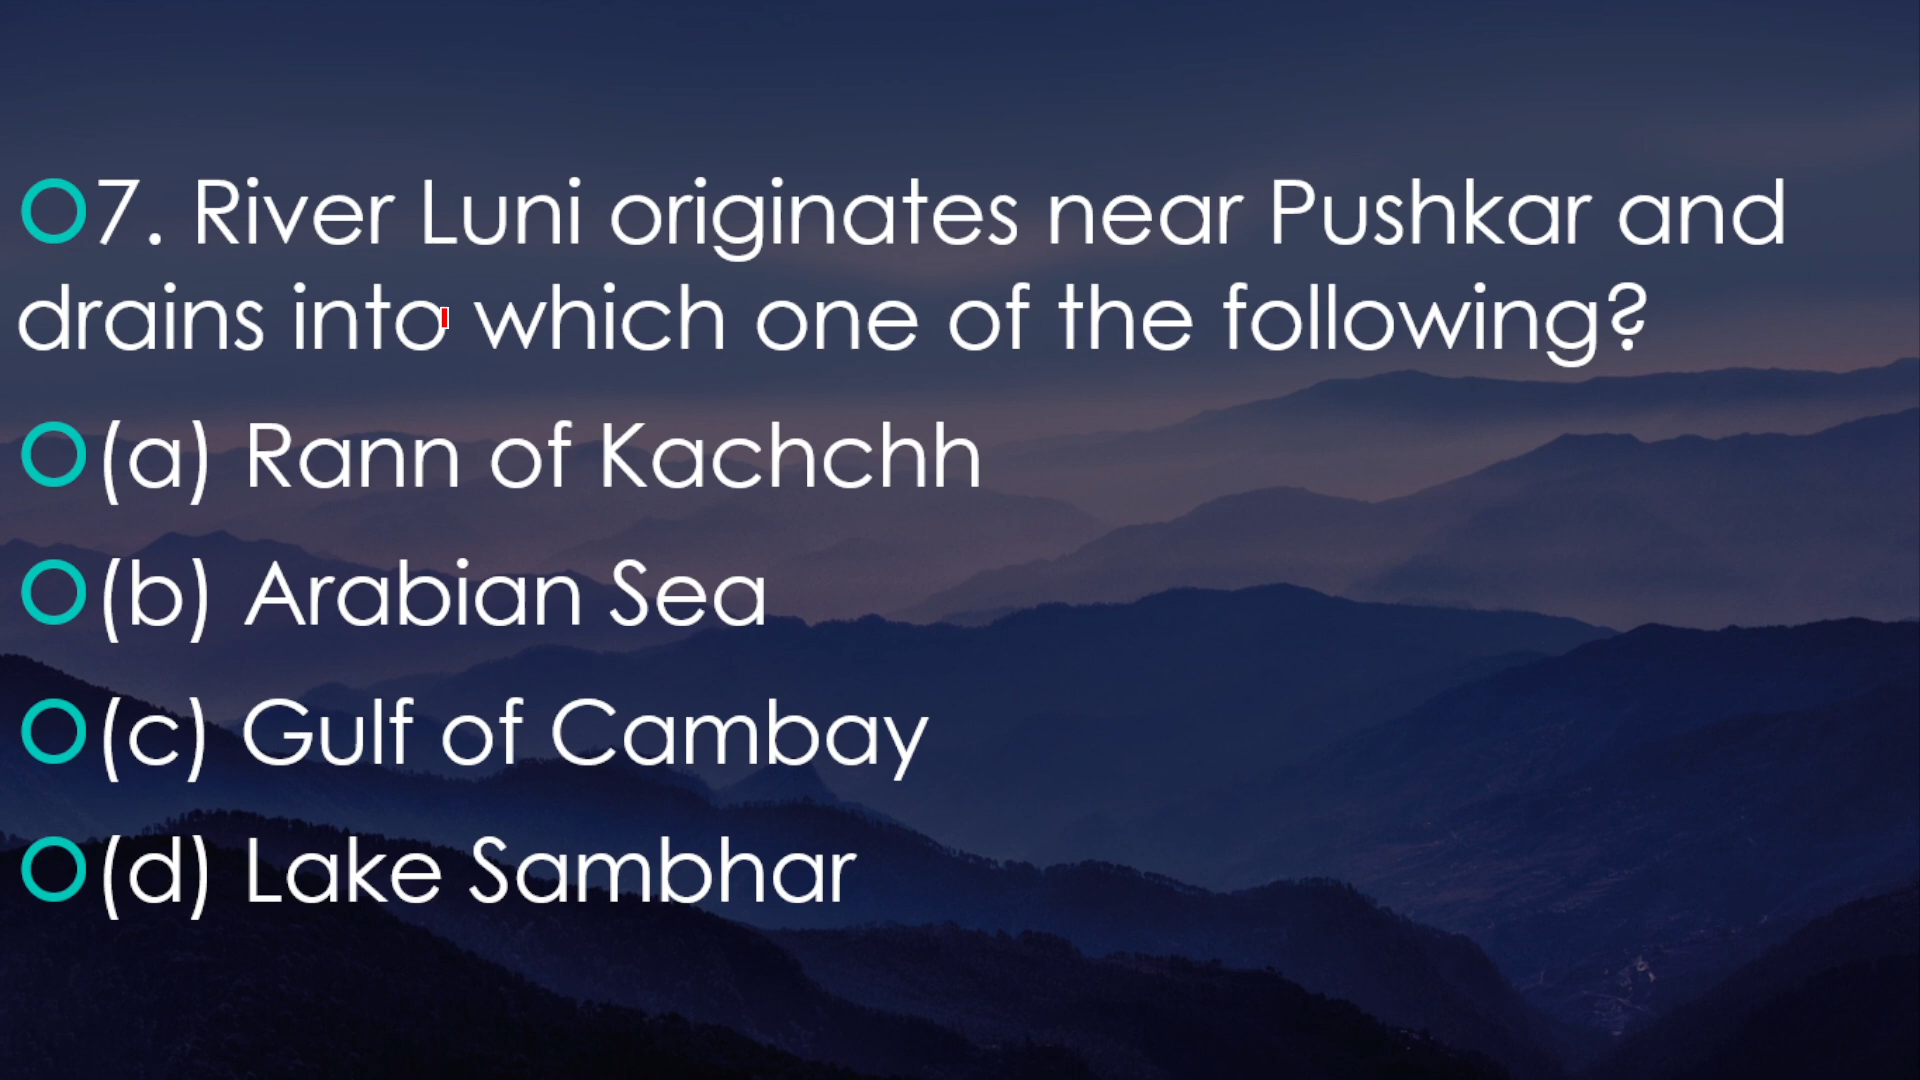 7. River Luni originates near Pushkar and
drains into which one of the following?
(a) Rann of Kachchh
(b) Arabian Sea
(c) Gulf of Cambay
(d) Lake Sambhar